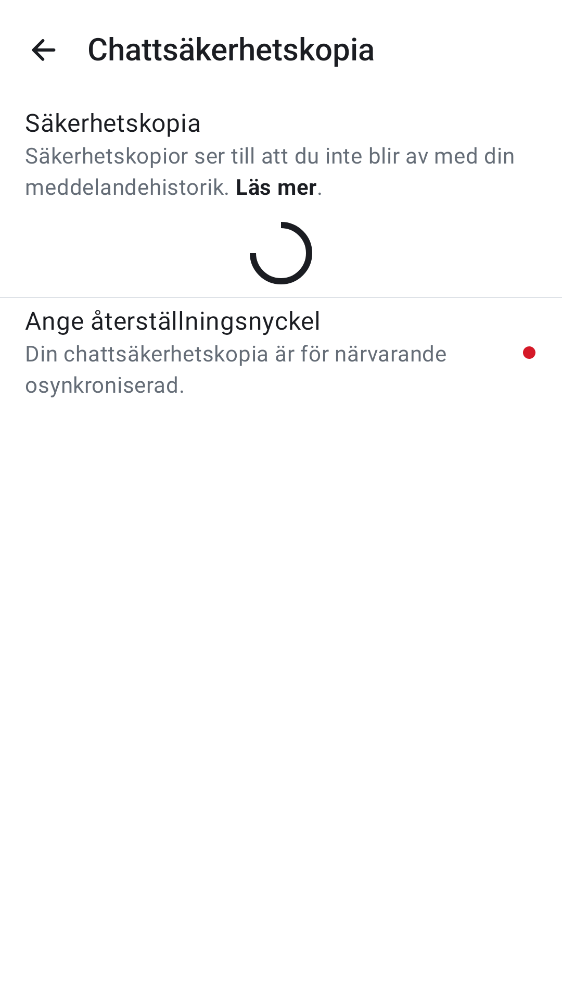 Chattsäkerhetskopia
Säkerhetskopia
Säkerhetskopior ser till att du inte blir av med din
meddelandehistorik. Läs mer.
Ange återställningsnyckel
Din chattsäkerhetskopia är för närvarande
osynkroniserad.